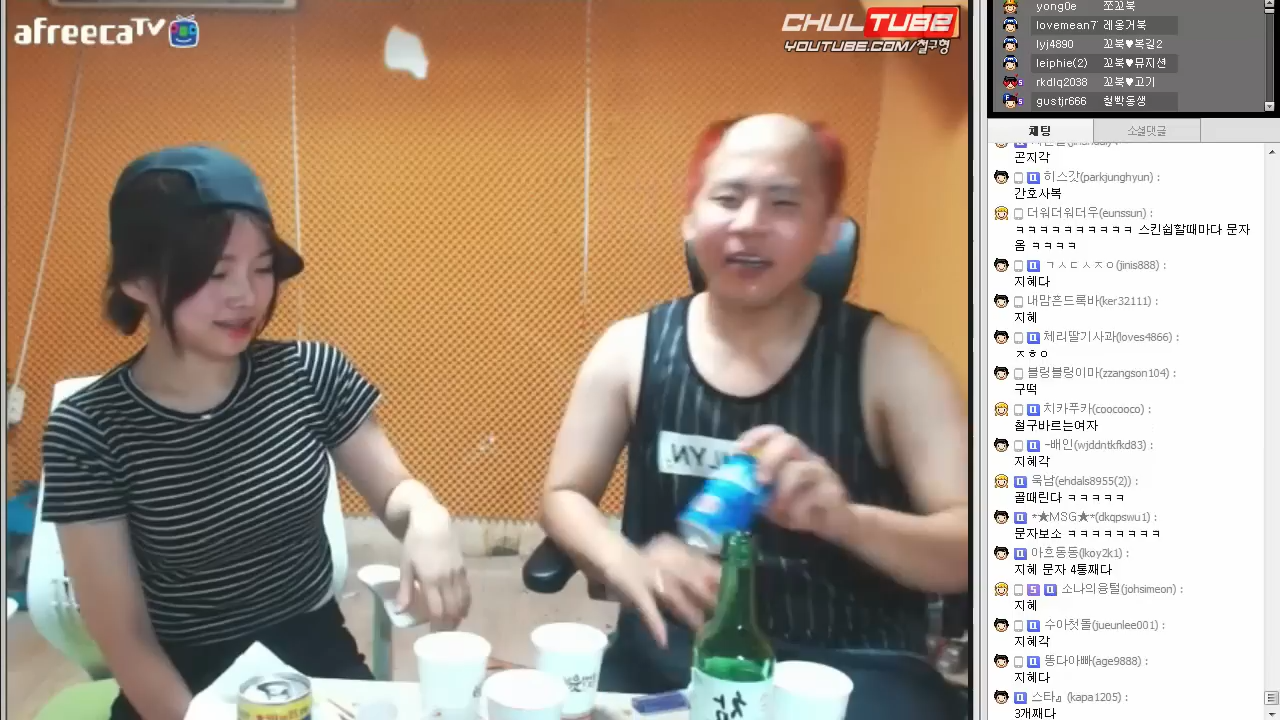 afreecaTV
CHULTUBE
YOUTUBE.COM/철구형
yong0e 쪼꼬북
lovemean7 레옹거북
lyj4890 꼬북♥북길2
leiphie(2) 꼬북♥뮤지션
rkdlq2038 꼬북♥고기
gustjr666 철빡동생
채팅 소셜댓글
곤지각
히스갓(parkjunghyun) :
간호사복
더워더워더우(eunssun) :
ㅋㅋㅋㅋㅋㅋㅋㅋㅋㅋ 스킨쉽할때마다 문자
옴 ㅋㅋㅋㅋ
ㄱㅅㄷㅅㅈㅇ(jinis888) :
지혜다
내맘흔드록바(ker32111) :
지혜
체리딸기사과(loves4866) :
ㅈㅎㅇ
블링블링이마(zzangson104) :
구떡
치카푸카(coocooco) :
철구바르는여자
-배인(wjddntkfkd83) :
지혜각
욱남(ehdals8955(2)) :
골때린다 ㅋㅋㅋㅋㅋ
*★MSG★*(dkqpswu1) :
문자보소 ㅋㅋㅋㅋㅋㅋㅋㅋ
아흐동동(lkoy2k1) :
지혜 문자 4통째다
소나의융털(johsimeon) :
지혜
수아첫돌(jueunlee001) :
지혜각
똥다아빠(age9888) :
지혜다
스타』(kapa1205) :
3개째다
참